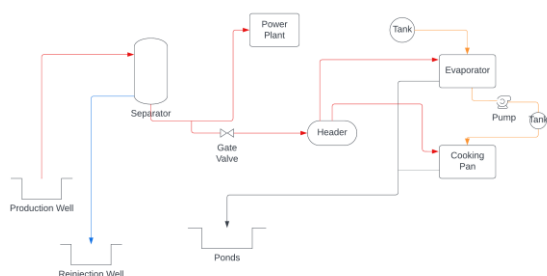 Power
Plant
Tank
Separator
Evaporator
Pump
Tank
Gate
Valve
Header
Cooking
Pan
Production Well
Ponds
Reinjection Well